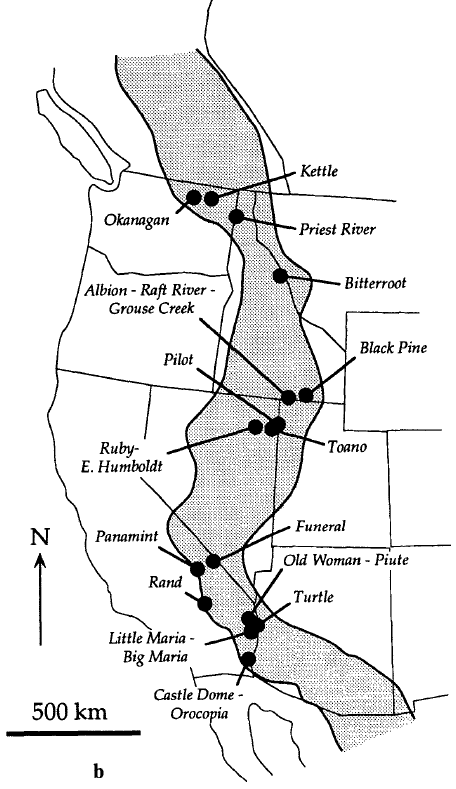 Kettle
Okanagan
Priest River
Bitterroot
Albion - Raft River -
Grouse Creek
Black Pine
Pilot
Toano
Ruby-
E. Humboldt
Funeral
Panamint
Old Woman - Piute
Rand
Turtle
N
Little Maria -
Big Maria
Castle Dome -
Orocopia
500 km
b